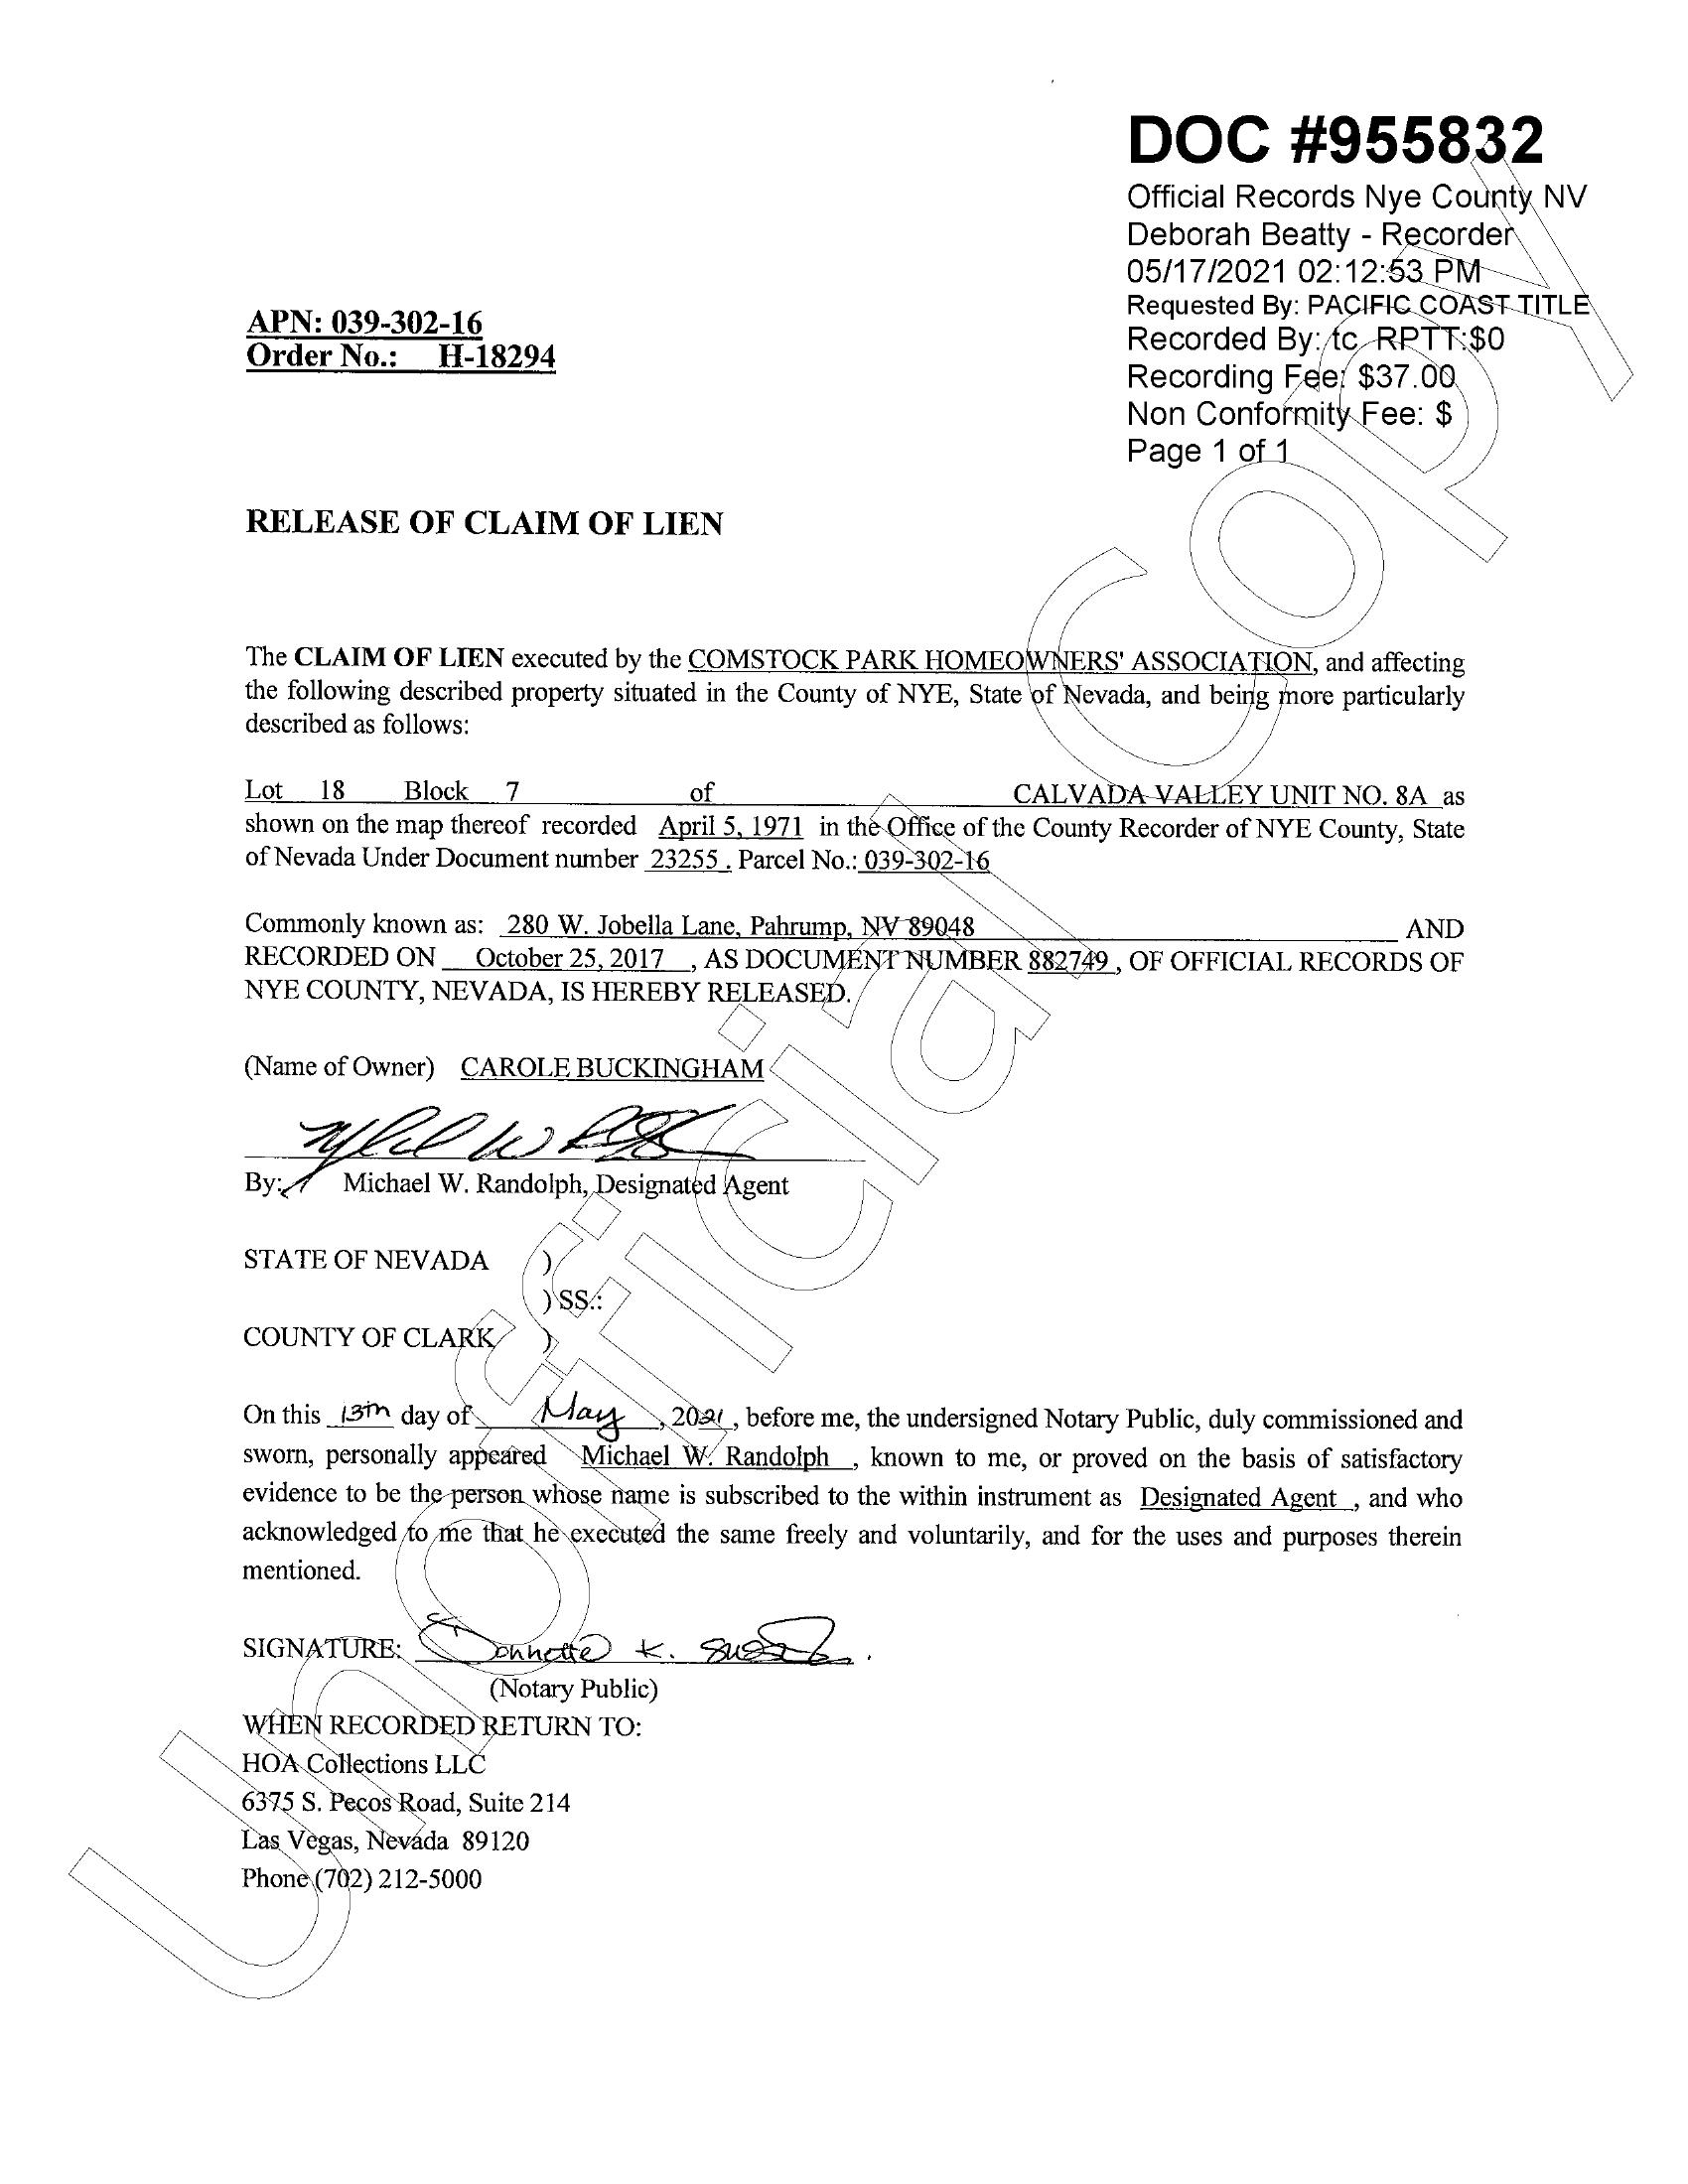 DOC #955832
Official Records Nye County NV
Deborah Beatty - Recorder
05/17/2021 02:12:53 PM
Requested By: PACIFIC COAST TITLE
Recorded By: tc RPTT:$0
Recording Fee: $37.00
Non Conformity Fee: $
Page 1 of 1
APN: 039-302-16
Order No.: H-18294
RELEASE OF CLAIM OF LIEN
The CLAIM OF LIEN executed by the COMSTOCK PARK HOMEOWNERS' ASSOCIATION, and affecting
the following described property situated in the County of NYE, State of Nevada, and being more particularly
described as follows:
Lot 18 Block 7 of CALVADA VALLEY UNIT NO. 8A as
shown on the map thereof recorded April 5, 1971 in the Office of the County Recorder of NYE County, State
of Nevada Under Document number 23255 . Parcel No.: 039-302-16
Commonly known as: 280 W. Jobella Lane, Pahrump, NV 89048 AND
RECORDED ON October 25, 2017 , AS DOCUMENT NUMBER 882749 , OF OFFICIAL RECORDS OF
NYE COUNTY, NEVADA, IS HEREBY RELEASED.
(Name of Owner) CAROLE BUCKINGHAM
By: Michael W. Randolph, Designated Agent
STATE OF NEVADA )
) SS.:
COUNTY OF CLARK )
On this 13th day of May , 2021 , before me, the undersigned Notary Public, duly commissioned and
sworn, personally appeared Michael W. Randolph , known to me, or proved on the basis of satisfactory
evidence to be the person whose name is subscribed to the within instrument as Designated Agent , and who
acknowledged to me that he executed the same freely and voluntarily, and for the uses and purposes therein
mentioned.
SIGNATURE: Donnette K.
(Notary Public)
WHEN RECORDED RETURN TO:
HOA Collections LLC
6375 S. Pecos Road, Suite 214
Las Vegas, Nevada 89120
Phone (702) 212-5000
Unofficial Copy